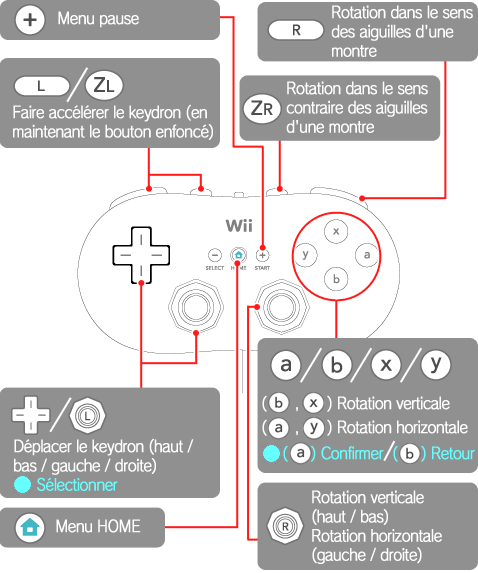 + Menu pause
R Rotation dans le sens
des aiguilles d'une
montre
L / ZL
Faire accélérer le keydron (en
maintenant le bouton enfoncé)
ZR Rotation dans le sens
contraire des aiguilles
d'une montre
Wii
x
y
a
b
SELECT HOME START
a / b / x / y
( b , x ) Rotation verticale
( a , y ) Rotation horizontale
( a ) Confirmer / ( b ) Retour
/ L
Déplacer le keydron (haut /
bas / gauche / droite)
Sélectionner
Menu HOME
R
Rotation verticale
(haut / bas)
Rotation horizontale
(gauche / droite)